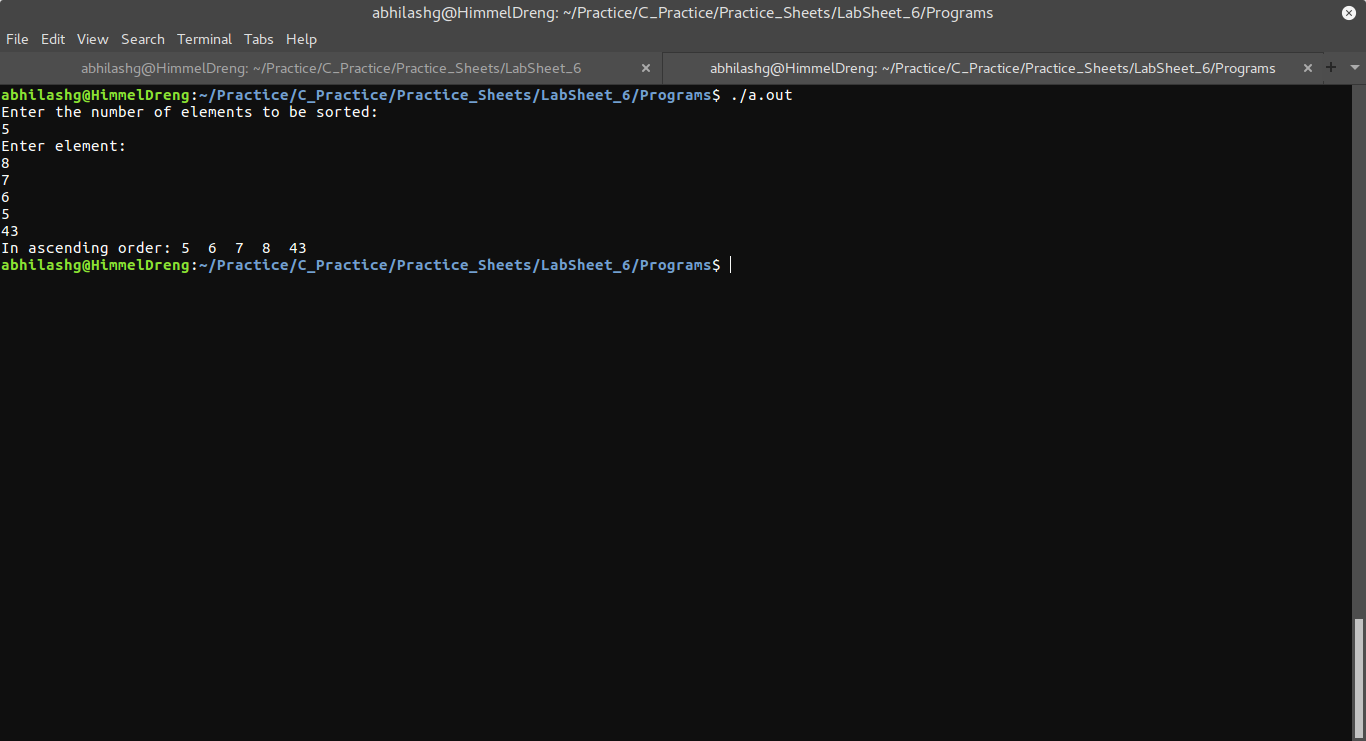 abhilashg@HimmelDreng: ~/Practice/C_Practice/Practice_Sheets/LabSheet_6/Programs
File Edit View Search Terminal Tabs Help
abhilashg@HimmelDreng: ~/Practice/C_Practice/Practice_Sheets/LabSheet_6 abhilashg@HimmelDreng: ~/Practice/C_Practice/Practice_Sheets/LabSheet_6/Programs
abhilashg@HimmelDreng:~/Practice/C_Practice/Practice_Sheets/LabSheet_6/Programs$ ./a.out
Enter the number of elements to be sorted:
5
Enter element:
8
7
6
5
43
In ascending order: 5  6  7  8  43
abhilashg@HimmelDreng:~/Practice/C_Practice/Practice_Sheets/LabSheet_6/Programs$